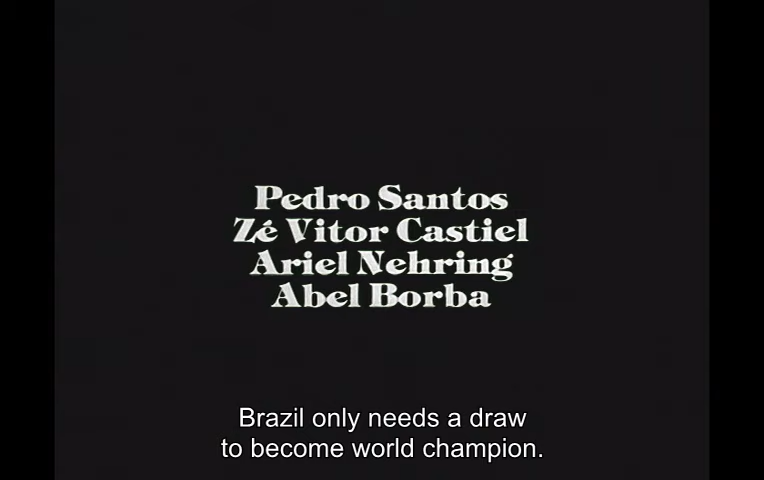 Pedro Santos
Zé Vitor Castiel
Ariel Nehring
Abel Borba
Brazil only needs a draw
to become world champion.